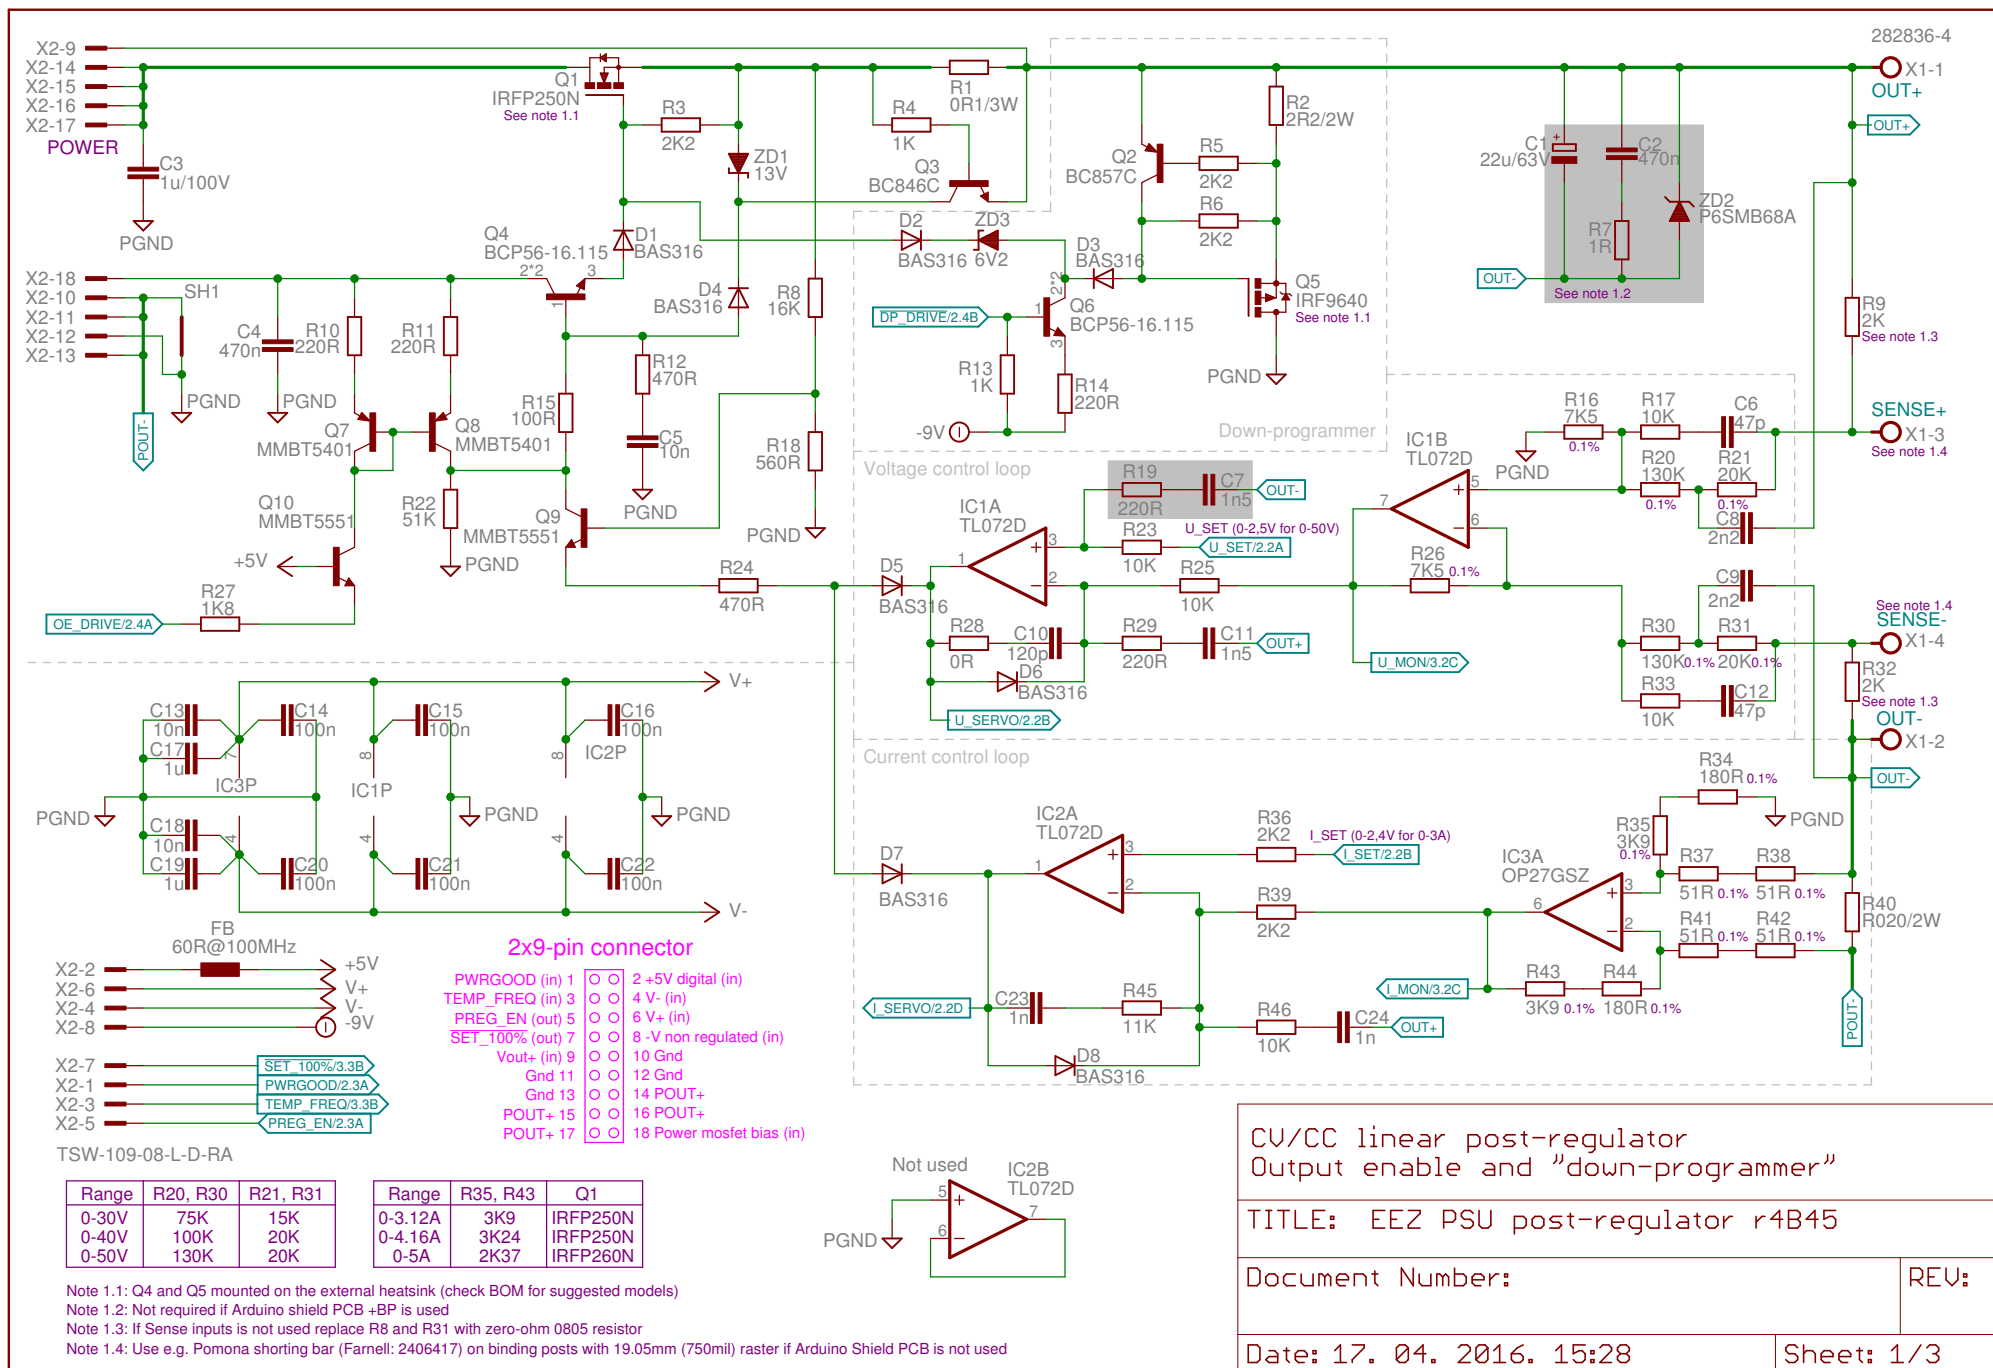 X2-9
X2-14
X2-15
X2-16
X2-17
POWER
C3
1u/100V
PGND
Q1
IRFP250N
See note 1.1
R3
2K2
ZD1
13V
R4
1K
R1
0R1/3W
Q3
BC846C
Q2
BC857C
R5
2K2
R6
2K2
R2
2R2/2W
282836-4
X1-1
OUT+
OUT+
C1
+
22u/63V
C2
470n
R7
1R
ZD2
P6SMB68A
OUT-
See note 1.2
X2-18
X2-10
X2-11
X2-12
X2-13
SH1
PGND
POUT-
C4
470n
PGND
R10
220R
R11
220R
Q4
BCP56-16.115
2*2
3
1
D1
BAS316
D4
BAS316
R8
16K
D2
BAS316
ZD3
6V2
D3
BAS316
DP_DRIVE/2.4B
1
2*2
3
Q6
BCP56-16.115
R13
1K
R14
220R
-9V
Q5
IRF9640
See note 1.1
PGND
Down-programmer
R9
2K
See note 1.3
R12
470R
R15
100R
C5
10n
PGND
R18
560R
PGND
Q7
MMBT5401
Q8
MMBT5401
Q10
MMBT5551
R22
51K
PGND
Q9
MMBT5551
+5V
R27
1K8
OE_DRIVE/2.4A
R24
470R
Voltage control loop
R19
220R
C7
1n5
OUT-
U_SET (0-2,5V for 0-50V)
U_SET/2.2A
R23
10K
IC1A
TL072D
1
3
2
+
−
D5
BAS316
R25
10K
R28
0R
C10
120p
R29
220R
C11
1n5
OUT+
D6
BAS316
U_SERVO/2.2B
IC1B
TL072D
7
5
6
+
−
R26
7K5 0.1%
U_MON/3.2C
PGND
R16
7K5
0.1%
R17
10K
C6
47p
R20
130K
0.1%
R21
20K
0.1%
C8
2n2
C9
2n2
R30
130K 0.1%
R31
20K 0.1%
R33
10K
C12
47p
SENSE+
X1-3
See note 1.4
See note 1.4
SENSE-
X1-4
R32
2K
See note 1.3
OUT-
X1-2
OUT-
V+
C13
10n
C14
100n
C17
1u
7
IC3P
C15
100n
8
IC1P
C16
100n
8
IC2P
PGND
PGND
PGND
C18
10n
C19
1u
4
C20
100n
4
C21
100n
4
C22
100n
V-
Current control loop
IC2A
TL072D
1
3
2
+
−
D7
BAS316
R36
2K2
I_SET (0-2,4V for 0-3A)
I_SET/2.2B
R39
2K2
R34
180R 0.1%
PGND
R35
3K9
0.1%
R37
51R 0.1%
R38
51R 0.1%
IC3A
OP27GSZ
6
3
2
+
−
R41
51R 0.1%
R42
51R 0.1%
R40
R020/2W
R43
3K9 0.1%
R44
180R 0.1%
I_MON/3.2C
POUT-
I_SERVO/2.2D
C23
1n
R45
11K
R46
10K
C24
1n
OUT+
D8
BAS316
FB
60R@100MHz
X2-2
X2-6
X2-4
X2-8
+5V
V+
V-
-9V
X2-7
X2-1
X2-3
X2-5
SET_100%/3.3B
PWRGOOD/2.3A
TEMP_FREQ/3.3B
PREG_EN/2.3A
TSW-109-08-L-D-RA
2x9-pin connector
PWRGOOD (in) 1 2 +5V digital (in)
TEMP_FREQ (in) 3 4 V- (in)
PREG_EN (out) 5 6 V+ (in)
SET_100% (out) 7 8 -V non regulated (in)
Vout+ (in) 9 10 Gnd
Gnd 11 12 Gnd
Gnd 13 14 POUT+
POUT+ 15 16 POUT+
POUT+ 17 18 Power mosfet bias (in)
Range R20, R30 R21, R31
0-30V 75K 15K
0-40V 100K 20K
0-50V 130K 20K
Range R35, R43 Q1
0-3.12A 3K9 IRFP250N
0-4.16A 3K24 IRFP250N
0-5A 2K37 IRFP260N
Not used
IC2B
TL072D
5
6
7
+
−
PGND
Note 1.1: Q4 and Q5 mounted on the external heatsink (check BOM for suggested models)
Note 1.2: Not required if Arduino shield PCB +BP is used
Note 1.3: If Sense inputs is not used replace R8 and R31 with zero-ohm 0805 resistor
Note 1.4: Use e.g. Pomona shorting bar (Farnell: 2406417) on binding posts with 19.05mm (750mil) raster if Arduino Shield PCB is not used
CV/CC linear post-regulator
Output enable and "down-programmer"
TITLE: EEZ PSU post-regulator r4B45
Document Number:
REV:
Date: 17. 04. 2016. 15:28
Sheet: 1/3